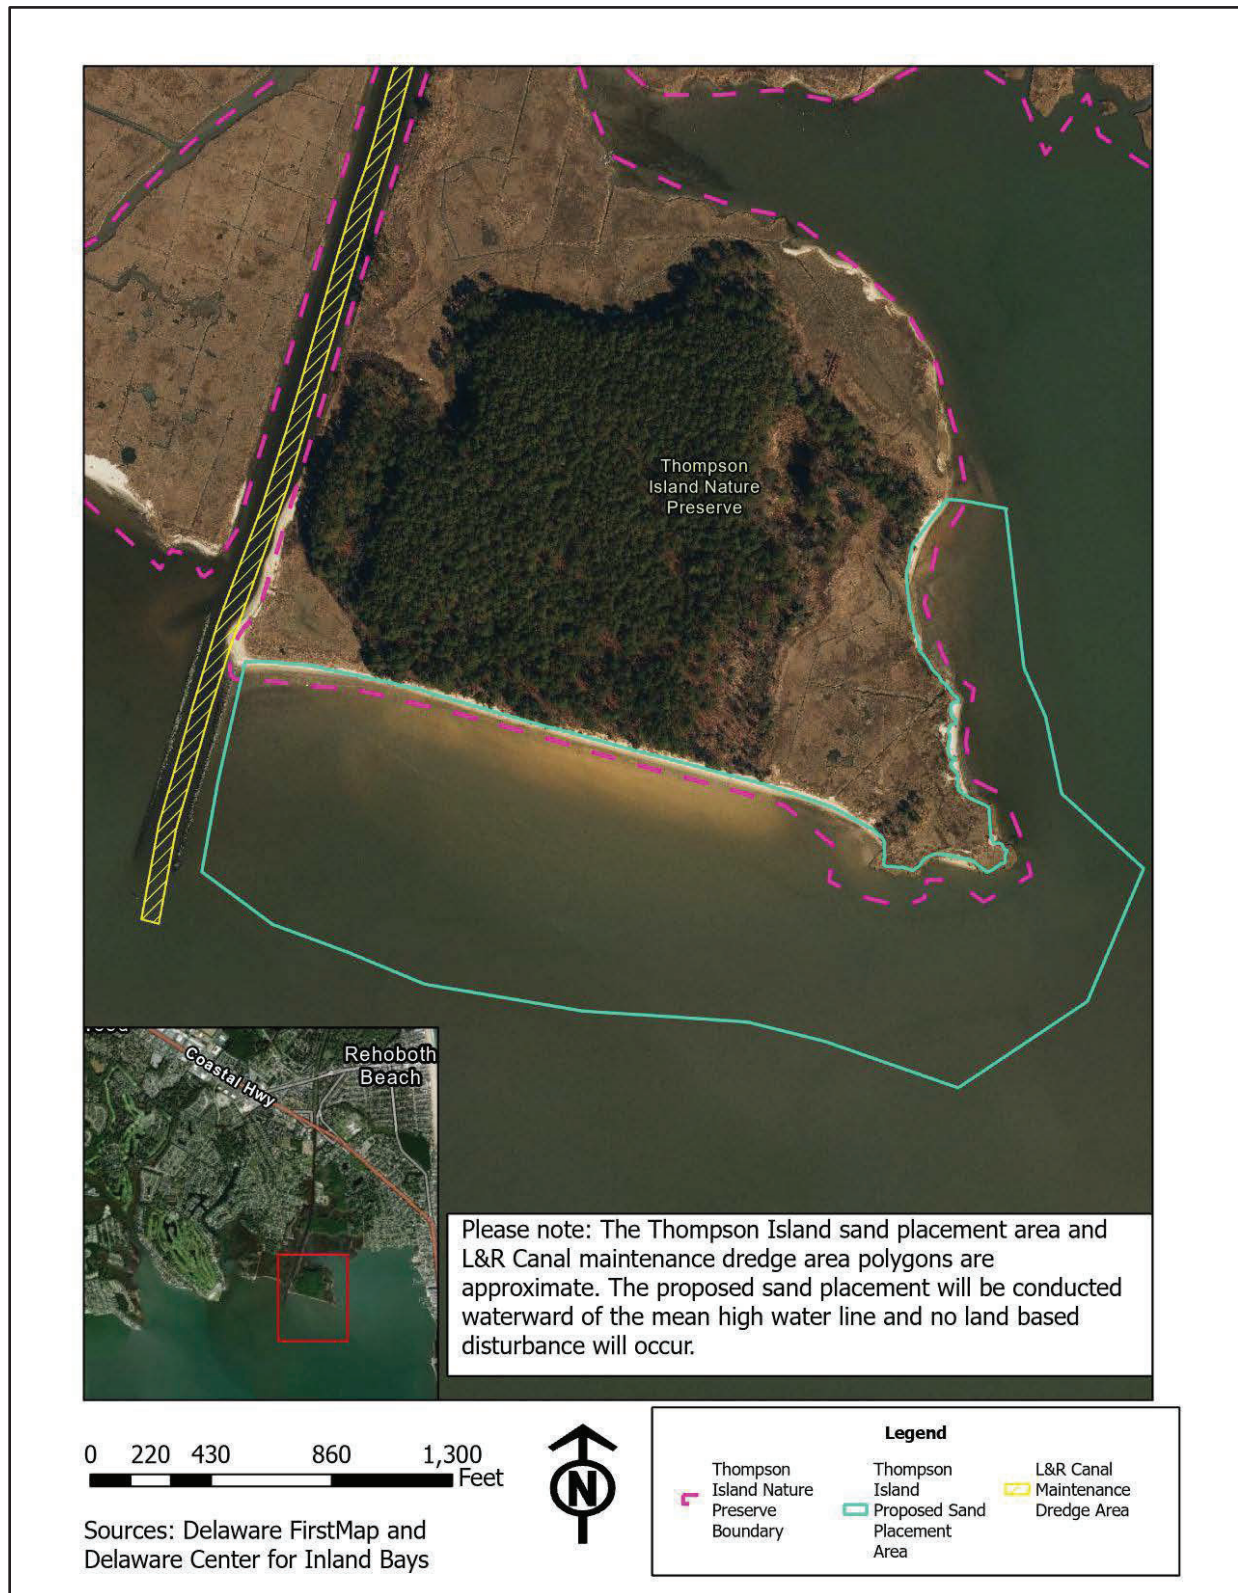 Thompson
Island Nature
Preserve
Coastal Hwy
Rehoboth
Beach
Please note: The Thompson Island sand placement area and
L&R Canal maintenance dredge area polygons are
approximate. The proposed sand placement will be conducted
waterward of the mean high water line and no land based
disturbance will occur.
0 220 430 860 1,300
Feet
N
Sources: Delaware FirstMap and
Delaware Center for Inland Bays
Legend
Thompson
Island Nature
Preserve
Boundary
Thompson
Island
Proposed Sand
Placement
Area
L&R Canal
Maintenance
Dredge Area